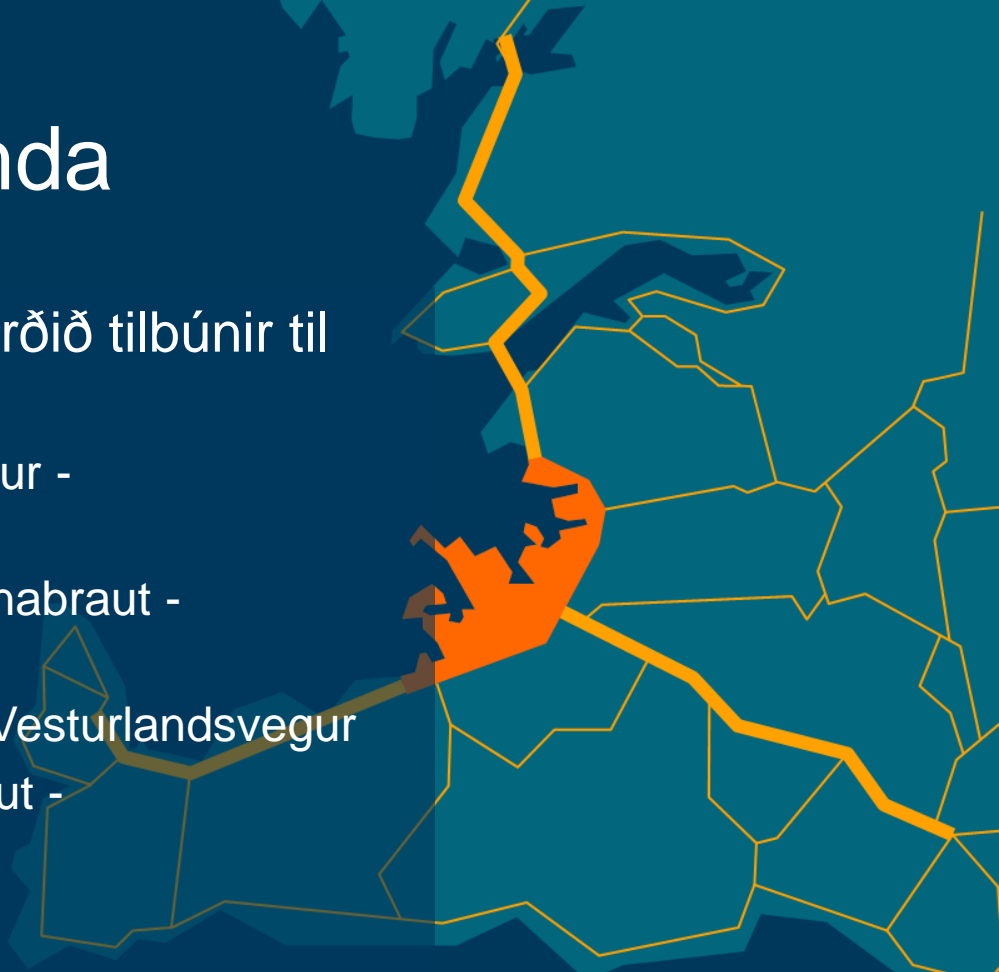 nda
rðið tilbúnir til
ur -
nabraut -
Vesturlandsvegur
ut -